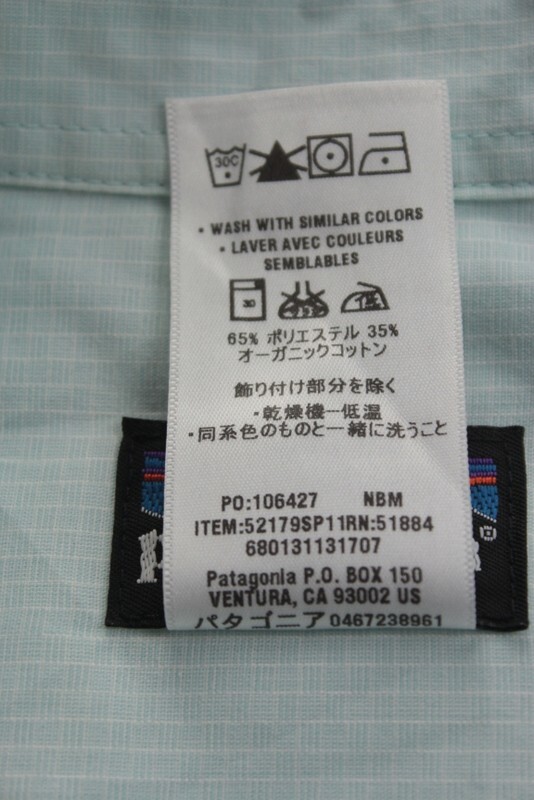 30C
• WASH WITH SIMILAR COLORS
• LAVER AVEC COULEURS
SEMBLABLES
30 低
65% ポリエステル 35%
オーガニックコットン
飾り付け部分を除く
・乾燥機ー低温
・同系色のものと一緒に洗うこと
PO:106427 NBM
ITEM:52179SP11RN:51884
680131131707
Patagonia P.O. BOX 150
VENTURA, CA 93002 US
パタゴニア 0467238961